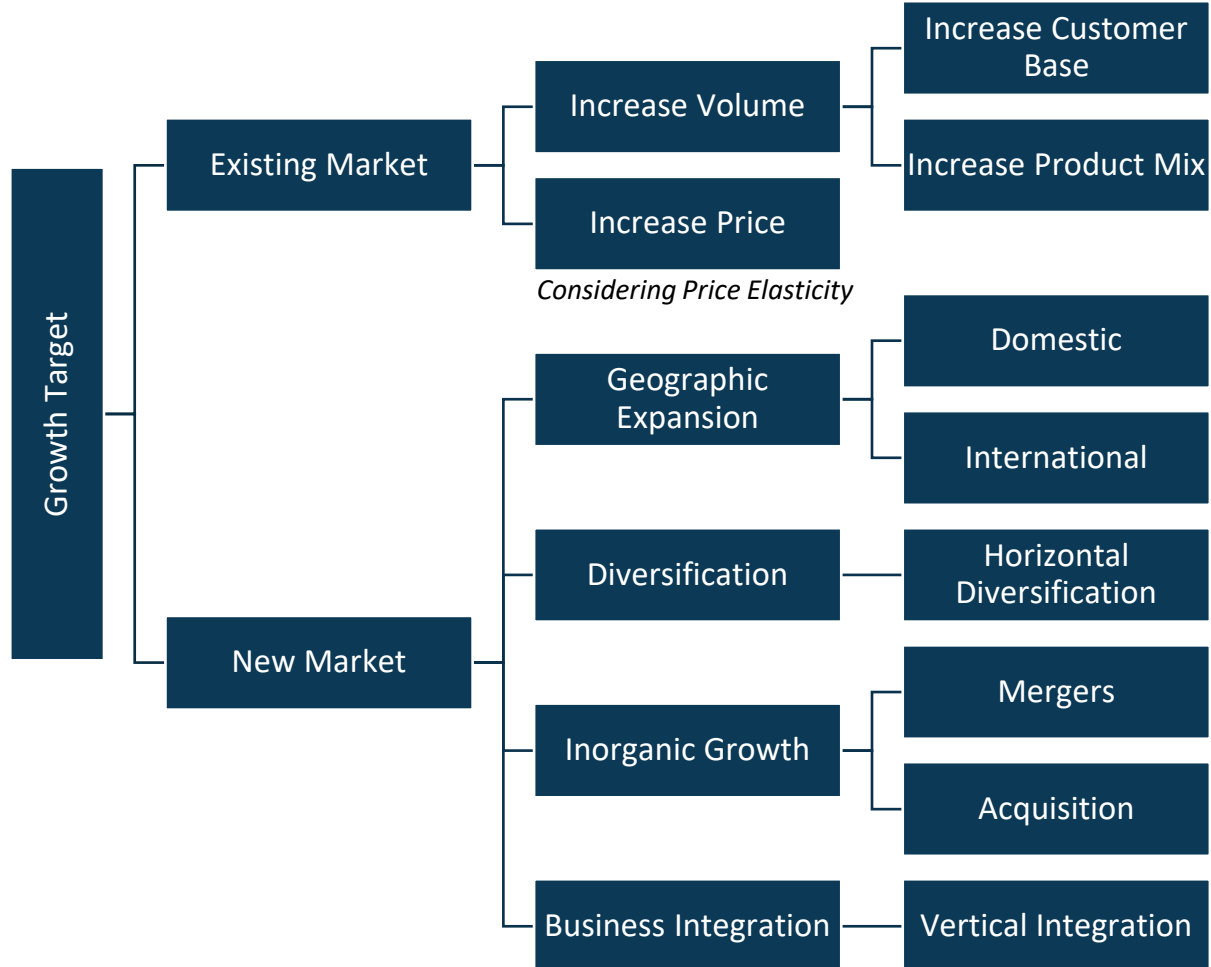 Increase Customer
Base
Increase Volume
Increase Product Mix
Existing Market
Increase Price
Considering Price Elasticity
Growth Target
Domestic
Geographic
Expansion
International
Diversification
Horizontal
Diversification
New Market
Mergers
Inorganic Growth
Acquisition
Business Integration
Vertical Integration